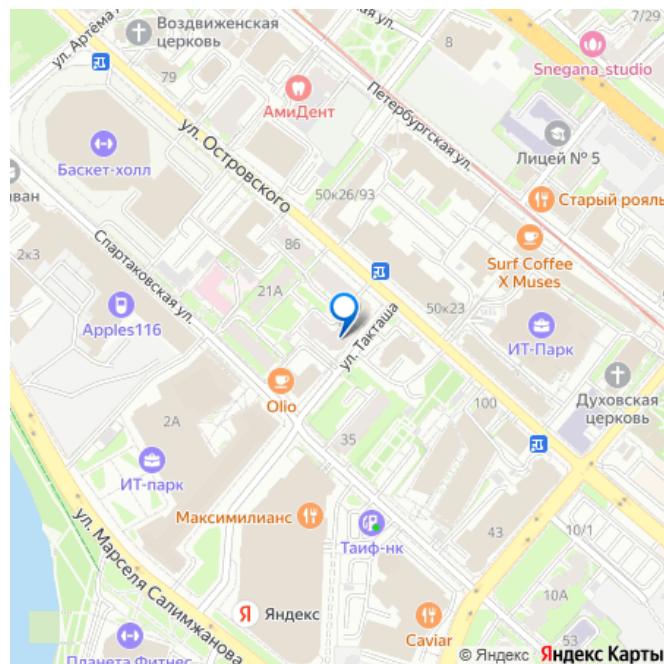 Воздвиженская
церковь
ул. Артёма
79
8
7/29
Snegana_studio
АмиДент
Петербургская ул.
Лицей № 5
Баскет-холл
ул. Островского
50к26/93
Старый рояль
Surf Coffee
X Muses
ван
2к3
Спартаковская ул.
86
21А
50к23
Apples116
ул. Такташа
ИТ-Парк
Духовская
церковь
Olio
2А
100
35
ИТ-парк
Максимилианс
Таиф-нк
43
10/1
ул. Марселя Салимжанова
Я Яндекс
10А
Caviar
53
Планета Фитнес
© Яндекс Яндекс Карты